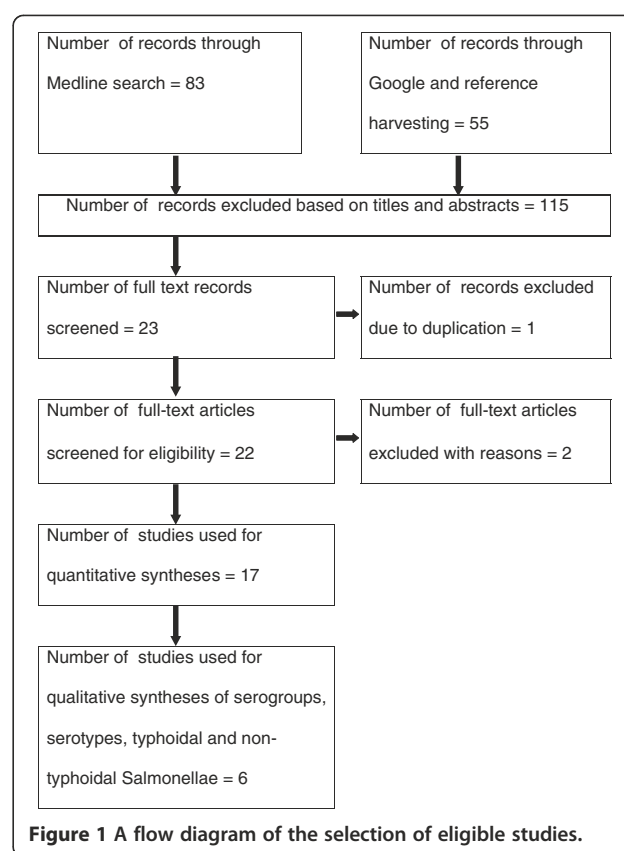 Number of records through
Medline search = 83
Number of records through
Google and reference
harvesting = 55
Number of records excluded based on titles and abstracts = 115
Number of full text records
screened = 23
Number of records excluded
due to duplication = 1
Number of full-text articles
screened for eligibility = 22
Number of full-text articles
excluded with reasons = 2
Number of studies used for
quantitative syntheses = 17
Number of studies used for
qualitative syntheses of serogroups,
serotypes, typhoidal and non-
typhoidal Salmonellae = 6
Figure 1 A flow diagram of the selection of eligible studies.